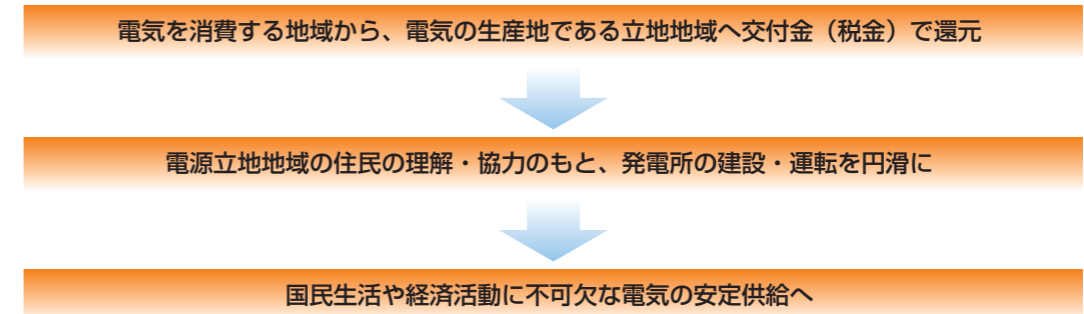 電気を消費する地域から、電気の生産地である立地地域へ交付金（税金）で還元
電源立地地域の住民の理解・協力のもと、発電所の建設・運転を円滑に
国民生活や経済活動に不可欠な電気の安定供給へ